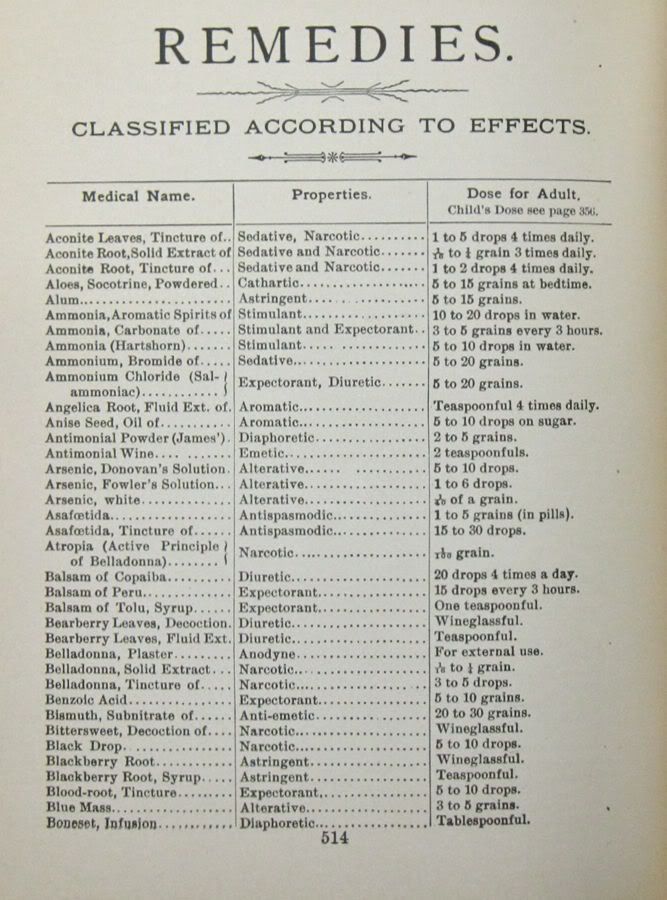 REMEDIES.
CLASSIFIED ACCORDING TO EFFECTS.
Medical Name. Properties. Dose for Adult,
Child's Dose see page 356.
Aconite Leaves, Tincture of.. Sedative, Narcotic.......... 1 to 5 drops 4 times daily.
Aconite Root, Solid Extract of Sedative and Narcotic....... grain 3 times daily.
Aconite Root, Tincture of... Sedative and Narcotic....... 1 to 2 drops 4 times daily.
Aloes, Socotrine, Powdered.. Cathartic................... 5 to 15 grains at bedtime.
Alum........................ Astringent.................. 5 to 15 grains.
Ammonia, Aromatic Spirits of Stimulant................... 10 to 20 drops in water.
Ammonia, Carbonate of..... Stimulant and Expectorant.. 3 to 5 grains every 3 hours.
Ammonia (Hartshorn)....... Stimulant................... 5 to 10 drops in water.
Ammonium, Bromide of..... Sedative.................... 5 to 20 grains.
Ammonium Chloride (Sal-
ammoniac)............ Expectorant, Diuretic....... 5 to 20 grains.
Angelica Root, Fluid Ext. of. Aromatic.................... Teaspoonful 4 times daily.
Anise Seed, Oil of.......... Aromatic.................... 5 to 10 drops on sugar.
Antimonial Powder (James'). Diaphoretic................. 2 to 5 grains.
Antimonial Wine.... ....... Emetic...................... 2 teaspoonfuls.
Arsenic, Donovan's Solution. Alterative.................. 5 to 10 drops.
Arsenic, Fowler's Solution... Alterative.................. 1 to 6 drops.
Arsenic, white............. Alterative.................. of a grain.
Asafœtida.................. Antispasmodic............... 1 to 5 grains (in pills).
Asafœtida, Tincture of...... Antispasmodic............... 15 to 30 drops.
Atropia (Active Principle
of Belladonna)........ Narcotic.................... grain.
Balsam of Copaiba.......... Diuretic.................... 20 drops 4 times a day.
Balsam of Peru............. Expectorant................. 15 drops every 3 hours.
Balsam of Tolu, Syrup...... Expectorant................. One teaspoonful.
Bearberry Leaves, Decoction. Diuretic.................... Wineglassful.
Bearberry Leaves, Fluid Ext. Diuretic.................... Teaspoonful.
Belladonna, Plaster......... Anodyne..................... For external use.
Belladonna, Solid Extract... Narcotic.................... grain.
Belladonna, Tincture of..... Narcotic.................... 3 to 5 drops.
Benzoic Acid............... Expectorant................. 5 to 10 grains.
Bismuth, Subnitrate of...... Anti-emetic................. 20 to 30 grains.
Bittersweet, Decoction of.... Narcotic.................... Wineglassful.
Black Drop. ............... Narcotic.................... 5 to 10 drops.
Blackberry Root............ Astringent.................. Wineglassful.
Blackberry Root, Syrup..... Astringent.................. Teaspoonful.
Blood-root, Tincture........ Expectorant................. 5 to 10 drops.
Blue Mass.................. Alterative.................. 3 to 5 grains.
Boneset, Infusion............ Diaphoretic................. Tablespoonful.
514